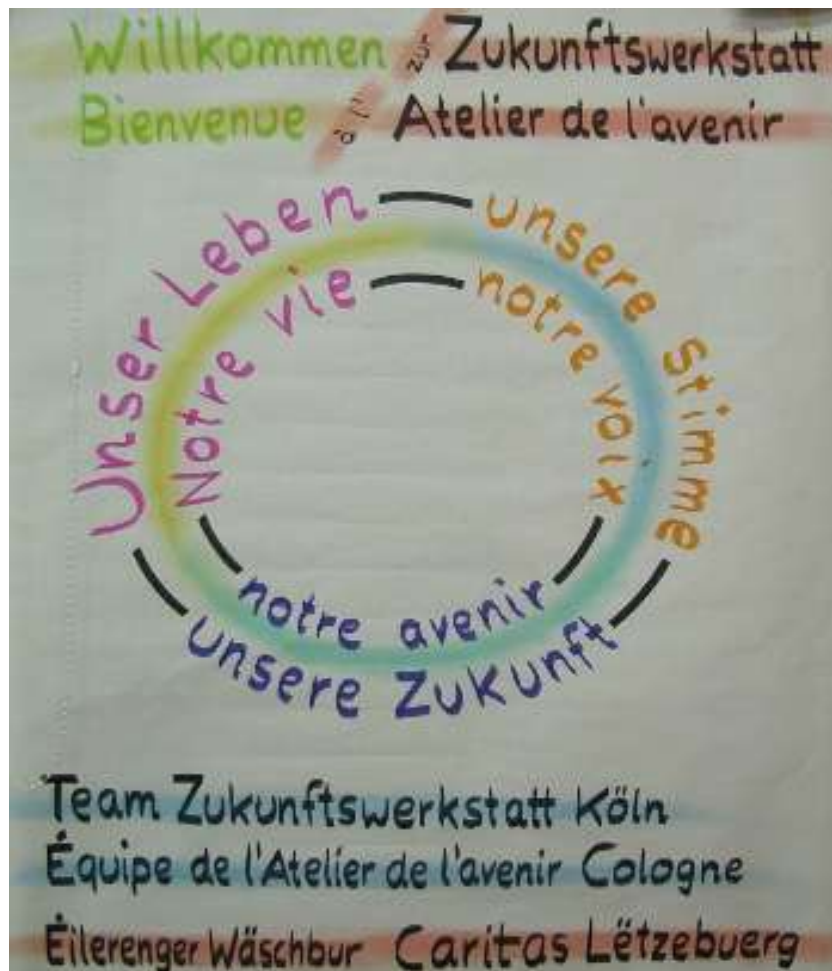 Willkommen zur Zukunftswerkstatt
Bienvenue à l' Atelier de l'avenir
Unser Leben — unsere Stimme —
Notre vie — notre voix —
notre avenir —
unsere Zukunft —
Team Zukunftswerkstatt Köln
Équipe de l'Atelier de l'avenir Cologne
Éilerenger Wäschbur Caritas Lëtzebuerg